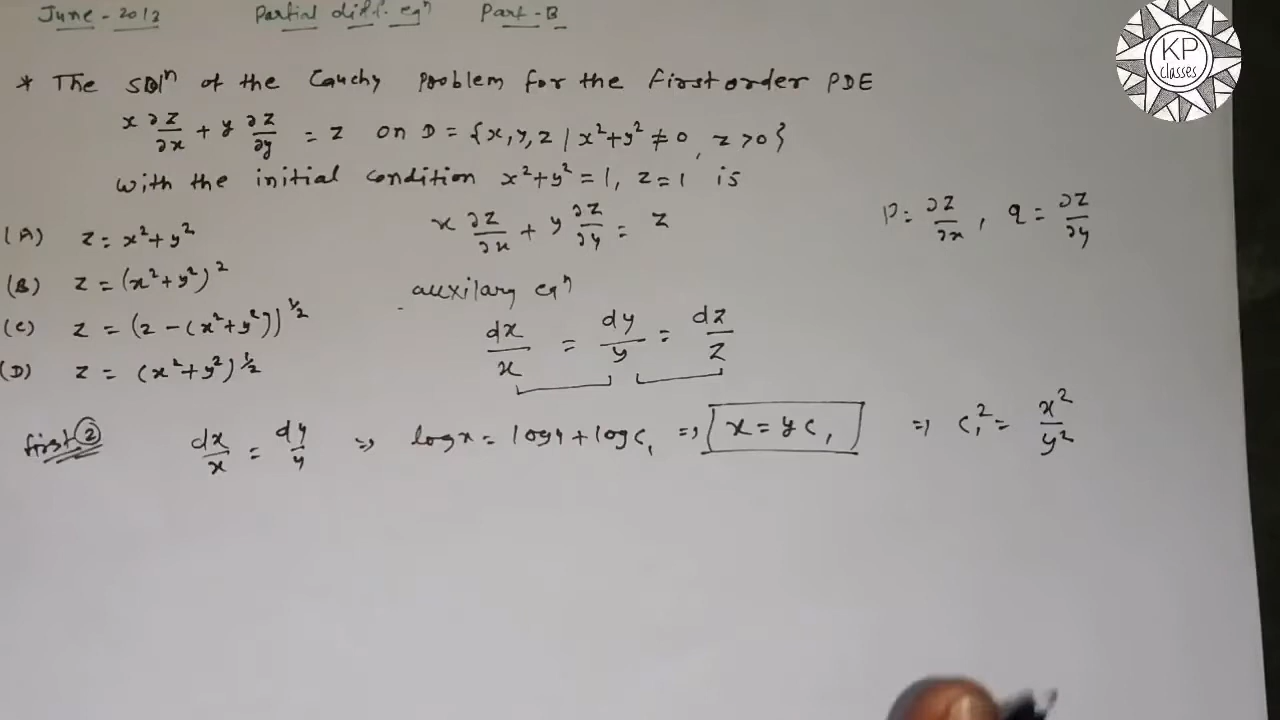 June - 2013 Partial diff. eqⁿ Part-B
KP classes
* The solⁿ of the Cauchy Problem for the first order PDE
x ∂z/∂x + y ∂z/∂y = z on D = {x, y, z | x²+y² ≠ 0, z >0}
with the initial condition x²+y² = 1, z=1 is
(A) z = x²+y²
(B) z = (x²+y²)²
(C) z = (2 - (x²+y²))^1/2
(D) z = (x²+y²)^1/2
x ∂z/∂x + y ∂z/∂y = z
P = ∂z/∂x, q = ∂z/∂y
auxilary eqⁿ
dx/x = dy/y = dz/z
first ② dx/x = dy/y ⇒ log x = log y + log c₁ ⇒ x = y c₁ ⇒ c₁² = x²/y²